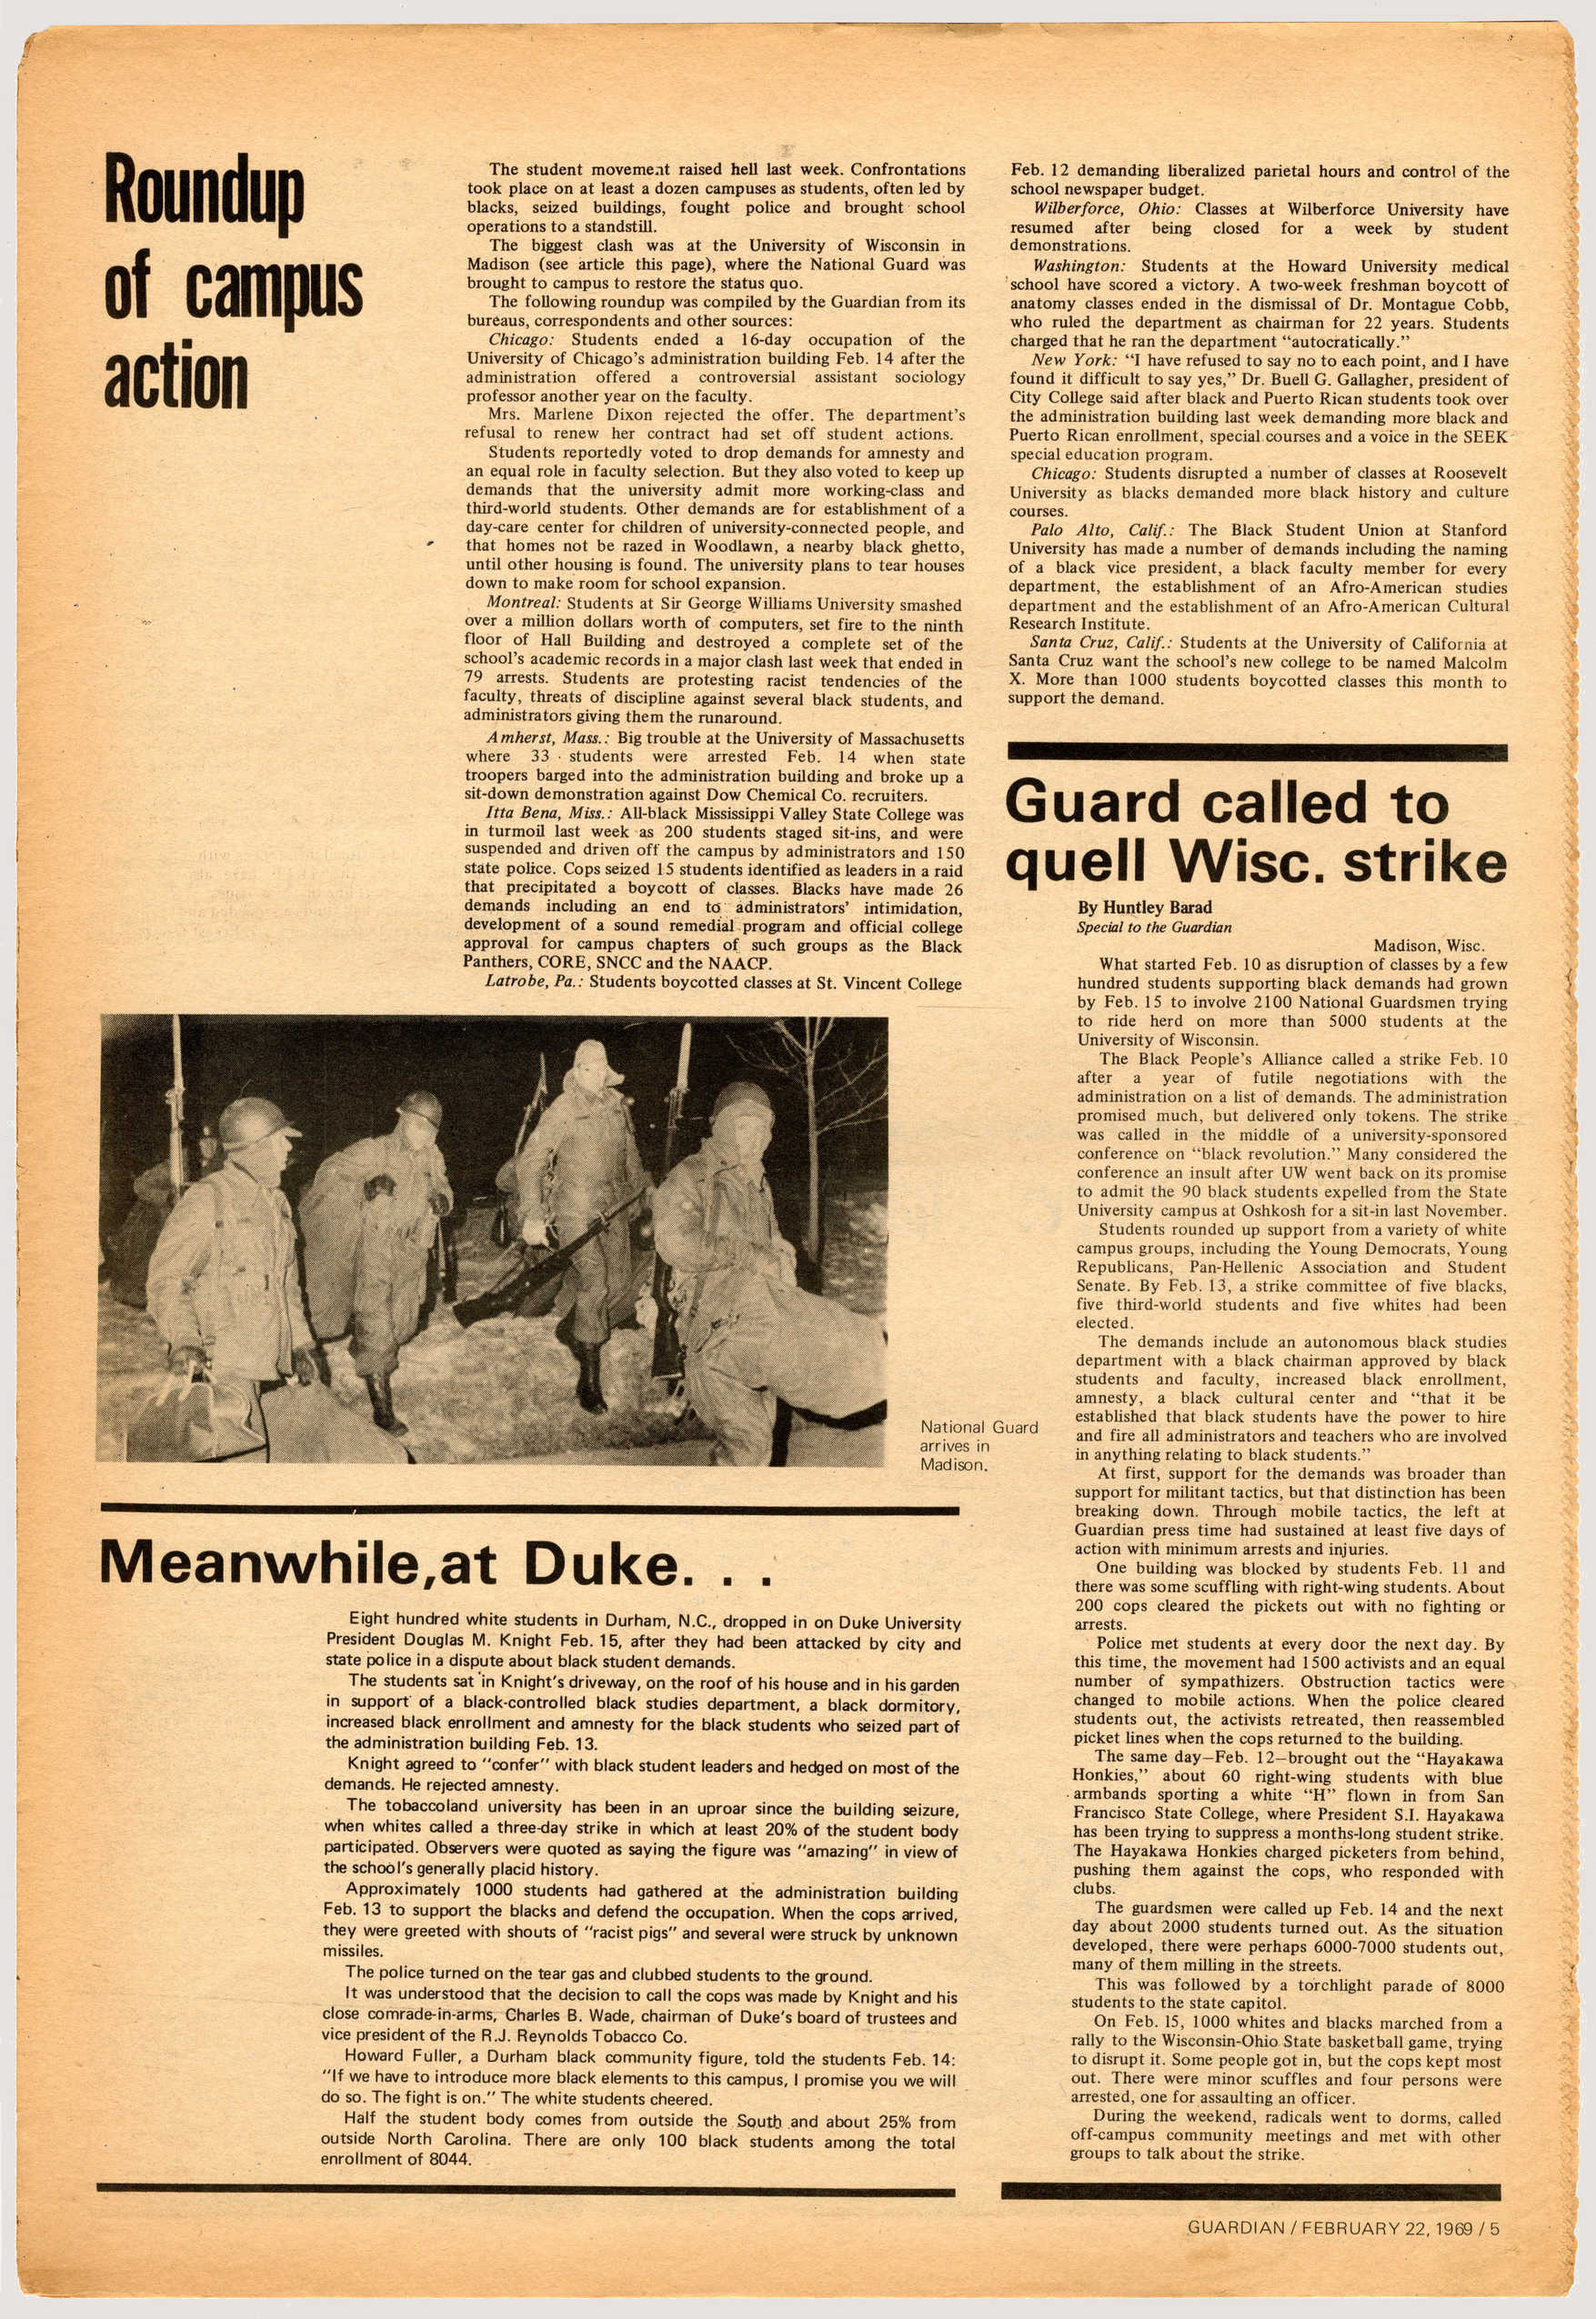 Roundup
of campus
action
The student movement raised hell last week. Confrontations
took place on at least a dozen campuses as students, often led by
blacks, seized buildings, fought police and brought school
operations to a standstill.
The biggest clash was at the University of Wisconsin in
Madison (see article this page), where the National Guard was
brought to campus to restore the status quo.
The following roundup was compiled by the Guardian from its
bureaus, correspondents and other sources:
Chicago: Students ended a 16-day occupation of the
University of Chicago's administration building Feb. 14 after the
administration offered a controversial assistant sociology
professor another year on the faculty.
Mrs. Marlene Dixon rejected the offer. The department's
refusal to renew her contract had set off student actions.
Students reportedly voted to drop demands for amnesty and
an equal role in faculty selection. But they also voted to keep up
demands that the university admit more working-class and
third-world students. Other demands are for establishment of a
day-care center for children of university-connected people, and
that homes not be razed in Woodlawn, a nearby black ghetto,
until other housing is found. The university plans to tear houses
down to make room for school expansion.
Montreal: Students at Sir George Williams University smashed
over a million dollars worth of computers, set fire to the ninth
floor of Hall Building and destroyed a complete set of the
school's academic records in a major clash last week that ended in
79 arrests. Students are protesting racist tendencies of the
faculty, threats of discipline against several black students, and
administrators giving them the runaround.
Amherst, Mass.: Big trouble at the University of Massachusetts
where 33 students were arrested Feb. 14 when state
troopers barged into the administration building and broke up a
sit-down demonstration against Dow Chemical Co. recruiters.
Itta Bena, Miss.: All-black Mississippi Valley State College was
in turmoil last week as 200 students staged sit-ins, and were
suspended and driven off the campus by administrators and 150
state police. Cops seized 15 students identified as leaders in a raid
that precipitated a boycott of classes. Blacks have made 26
demands including an end to administrators' intimidation,
development of a sound remedial program and official college
approval for campus chapters of such groups as the Black
Panthers, CORE, SNCC and the NAACP.
Latrobe, Pa.: Students boycotted classes at St. Vincent College
Feb. 12 demanding liberalized parietal hours and control of the
school newspaper budget.
Wilberforce, Ohio: Classes at Wilberforce University have
resumed after being closed for a week by student
demonstrations.
Washington: Students at the Howard University medical
school have scored a victory. A two-week freshman boycott of
anatomy classes ended in the dismissal of Dr. Montague Cobb,
who ruled the department as chairman for 22 years. Students
charged that he ran the department "autocratically."
New York: "I have refused to say no to each point, and I have
found it difficult to say yes," Dr. Buell G. Gallagher, president of
City College said after black and Puerto Rican students took over
the administration building last week demanding more black and
Puerto Rican enrollment, special courses and a voice in the SEEK
special education program.
Chicago: Students disrupted a number of classes at Roosevelt
University as blacks demanded more black history and culture
courses.
Palo Alto, Calif.: The Black Student Union at Stanford
University has made a number of demands including the naming
of a black vice president, a black faculty member for every
department, the establishment of an Afro-American studies
department and the establishment of an Afro-American Cultural
Research Institute.
Santa Cruz, Calif.: Students at the University of California at
Santa Cruz want the school's new college to be named Malcolm
X. More than 1000 students boycotted classes this month to
support the demand.
Guard called to
quell Wisc. strike
By Huntley Barad
Special to the Guardian
Madison, Wisc.
What started Feb. 10 as disruption of classes by a few
hundred students supporting black demands had grown
by Feb. 15 to involve 2100 National Guardsmen trying
to ride herd on more than 5000 students at the
University of Wisconsin.
The Black People's Alliance called a strike Feb. 10
after a year of futile negotiations with the
administration on a list of demands. The administration
promised much, but delivered only tokens. The strike
was called in the middle of a university-sponsored
conference on "black revolution." Many considered the
conference an insult after UW went back on its promise
to admit the 90 black students expelled from the State
University campus at Oshkosh for a sit-in last November.
Students rounded up support from a variety of white
campus groups, including the Young Democrats, Young
Republicans, Pan-Hellenic Association and Student
Senate. By Feb. 13, a strike committee of five blacks,
five third-world students and five whites had been
elected.
The demands include an autonomous black studies
department with a black chairman approved by black
students and faculty, increased black enrollment,
amnesty, a black cultural center and "that it be
established that black students have the power to hire
and fire all administrators and teachers who are involved
in anything relating to black students."
At first, support for the demands was broader than
support for militant tactics, but that distinction has been
breaking down. Through mobile tactics, the left at
Guardian press time had sustained at least five days of
action with minimum arrests and injuries.
One building was blocked by students Feb. 11 and
there was some scuffling with right-wing students. About
200 cops cleared the pickets out with no fighting or
arrests.
Police met students at every door the next day. By
this time, the movement had 1500 activists and an equal
number of sympathizers. Obstruction tactics were
changed to mobile actions. When the police cleared
students out, the activists retreated, then reassembled
picket lines when the cops returned to the building.
The same day—Feb. 12—brought out the "Hayakawa
Honkies," about 60 right-wing students with blue
armbands sporting a white "H" flown in from San
Francisco State College, where President S.I. Hayakawa
has been trying to suppress a months-long student strike.
The Hayakawa Honkies charged picketers from behind,
pushing them against the cops, who responded with
clubs.
The guardsmen were called up Feb. 14 and the next
day about 2000 students turned out. As the situation
developed, there were perhaps 6000-7000 students out,
many of them milling in the streets.
This was followed by a torchlight parade of 8000
students to the state capitol.
On Feb. 15, 1000 whites and blacks marched from a
rally to the Wisconsin-Ohio State basketball game, trying
to disrupt it. Some people got in, but the cops kept most
out. There were minor scuffles and four persons were
arrested, one for assaulting an officer.
During the weekend, radicals went to dorms, called
off-campus community meetings and met with other
groups to talk about the strike.
National Guard
arrives in
Madison.
Meanwhile,at Duke. . .
Eight hundred white students in Durham, N.C., dropped in on Duke University
President Douglas M. Knight Feb. 15, after they had been attacked by city and
state police in a dispute about black student demands.
The students sat in Knight's driveway, on the roof of his house and in his garden
in support of a black-controlled black studies department, a black dormitory,
increased black enrollment and amnesty for the black students who seized part of
the administration building Feb. 13.
Knight agreed to "confer" with black student leaders and hedged on most of the
demands. He rejected amnesty.
The tobaccoland university has been in an uproar since the building seizure,
when whites called a three-day strike in which at least 20% of the student body
participated. Observers were quoted as saying the figure was "amazing" in view of
the school's generally placid history.
Approximately 1000 students had gathered at the administration building
Feb. 13 to support the blacks and defend the occupation. When the cops arrived,
they were greeted with shouts of "racist pigs" and several were struck by unknown
missiles.
The police turned on the tear gas and clubbed students to the ground.
It was understood that the decision to call the cops was made by Knight and his
close comrade-in-arms, Charles B. Wade, chairman of Duke's board of trustees and
vice president of the R.J. Reynolds Tobacco Co.
Howard Fuller, a Durham black community figure, told the students Feb. 14:
"If we have to introduce more black elements to this campus, I promise you we will
do so. The fight is on." The white students cheered.
Half the student body comes from outside the South and about 25% from
outside North Carolina. There are only 100 black students among the total
enrollment of 8044.
GUARDIAN / FEBRUARY 22, 1969 / 5